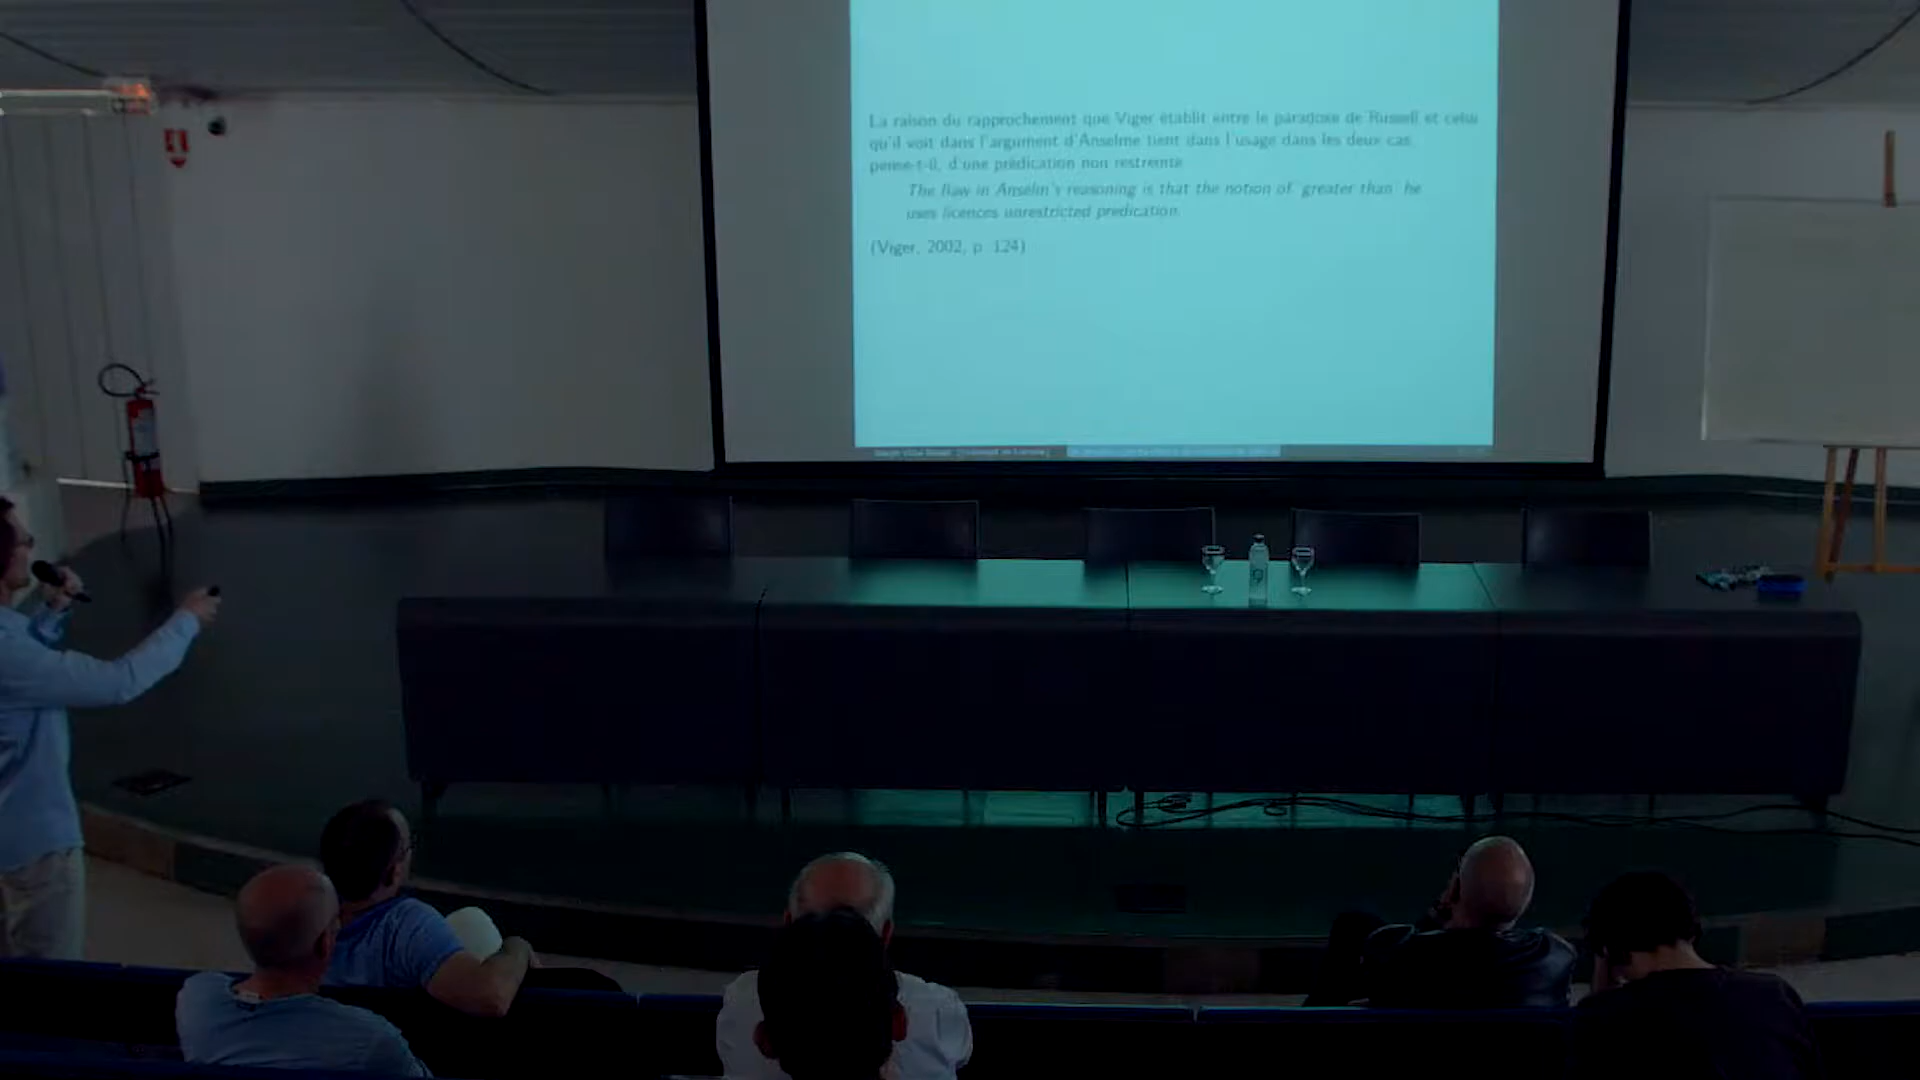 La raison du rapprochement que Viger établit entre le paradoxe de Russell et celui
qu'il voit dans l'argument d'Anselme tient dans l'usage dans les deux cas,
pense-t-il, d'une prédication non restreinte
The flaw in Anselm's reasoning is that the notion of greater than he
uses licences unrestricted predication.
(Viger, 2002, p. 124)